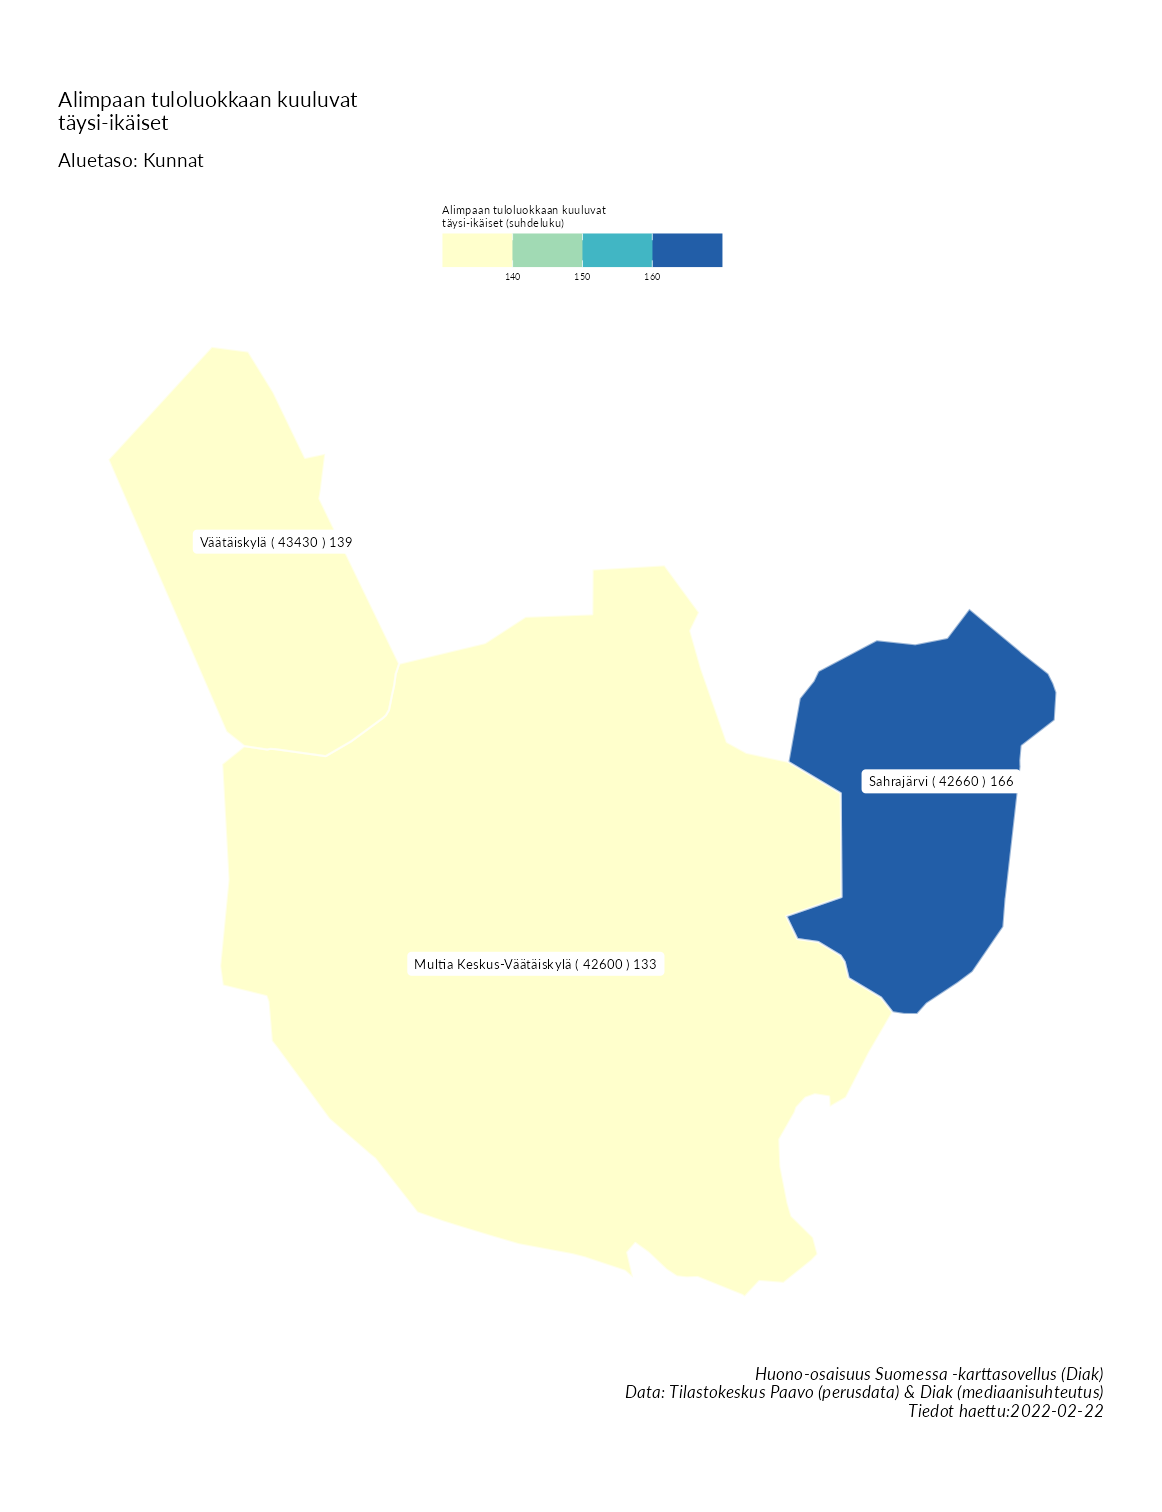 Alimpaan tuloluokkaan kuuluvat
täysi-ikäiset
Aluetaso: Kunnat
Alimpaan tuloluokkaan kuuluvat
täysi-ikäiset (suhdeluku)
140 150 160
Väätäiskylä ( 43430 ) 139
Sahrajärvi ( 42660 ) 166
Multia Keskus-Väätäiskylä ( 42600 ) 133
Huono-osaisuus Suomessa -karttasovellus (Diak)
Data: Tilastokeskus Paavo (perusdata) & Diak (mediaanisuhteutus)
Tiedot haettu:2022-02-22